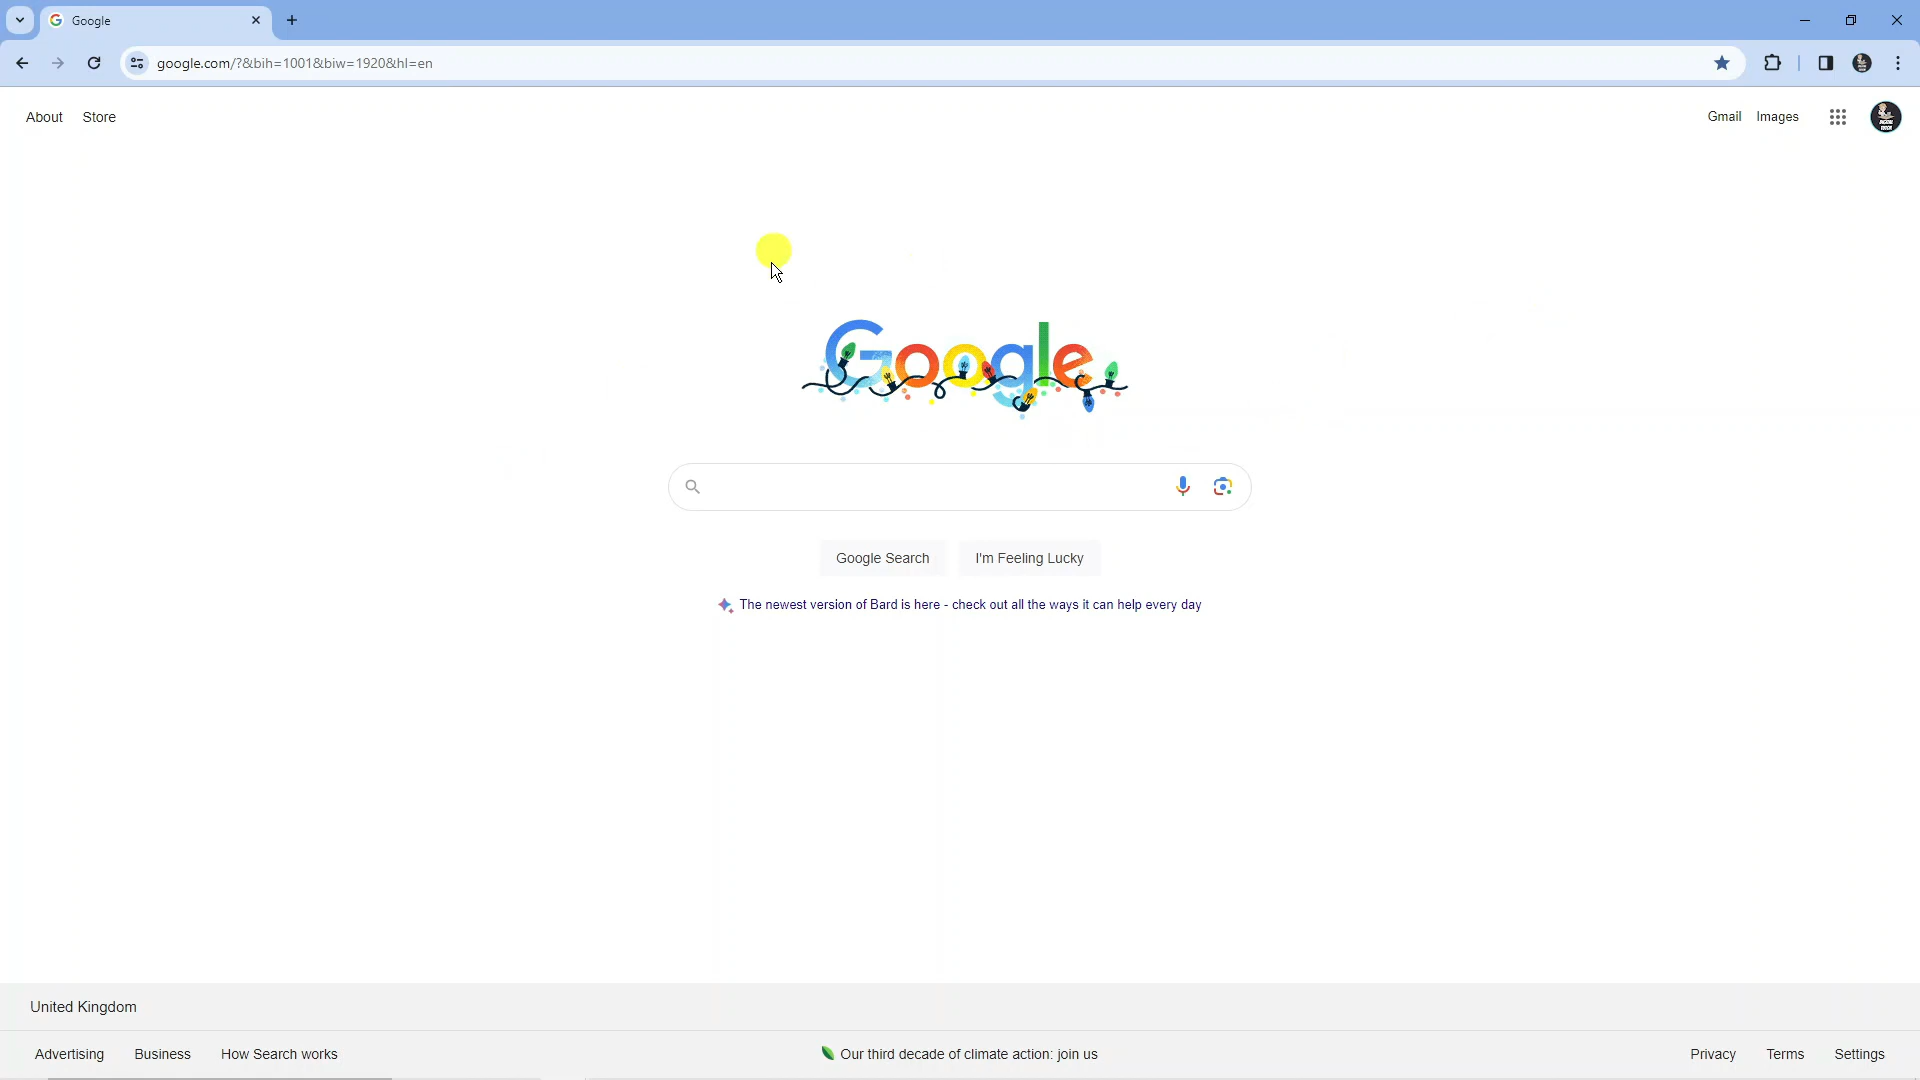 Google
google.com/?&bih=1001&biw=1920&hl=en
About Store
Gmail Images
Google
Google Search I'm Feeling Lucky
The newest version of Bard is here - check out all the ways it can help every day
United Kingdom
Advertising Business How Search works
Our third decade of climate action: join us
Privacy Terms Settings